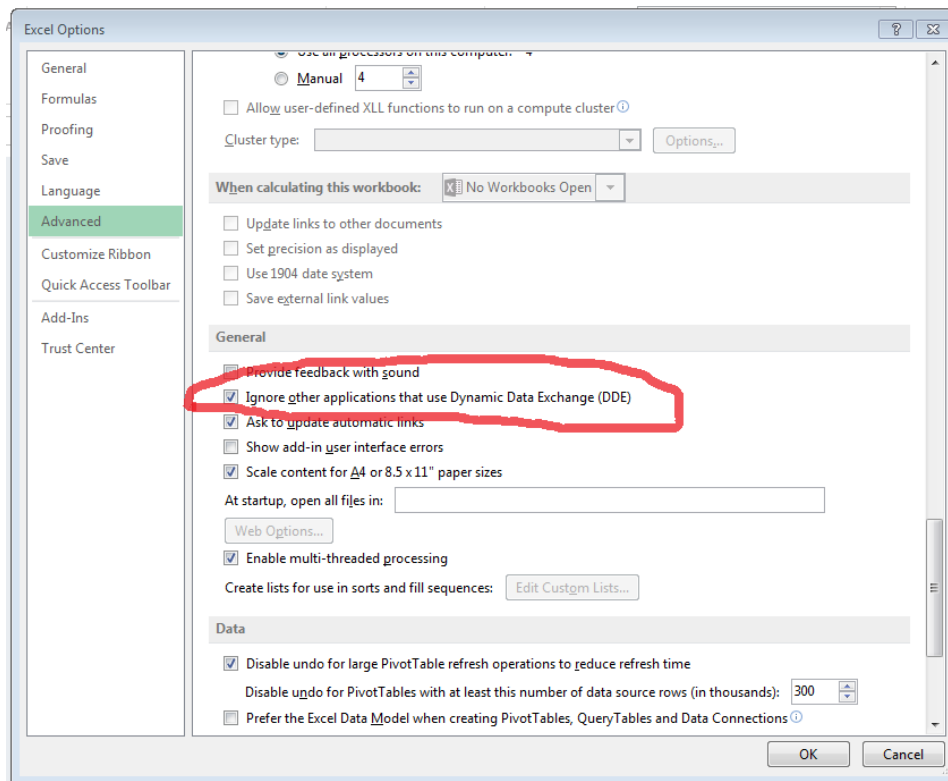 Excel Options
General
Formulas
Proofing
Save
Language
Advanced
Customize Ribbon
Quick Access Toolbar
Add-Ins
Trust Center
Use all processors on this computer: 4
Manual 4
Allow user-defined XLL functions to run on a compute cluster
Cluster type: Options...
When calculating this workbook: No Workbooks Open
Update links to other documents
Set precision as displayed
Use 1904 date system
Save external link values
General
Provide feedback with sound
Ignore other applications that use Dynamic Data Exchange (DDE)
Ask to update automatic links
Show add-in user interface errors
Scale content for A4 or 8.5 x 11" paper sizes
At startup, open all files in:
Web Options...
Enable multi-threaded processing
Create lists for use in sorts and fill sequences: Edit Custom Lists...
Data
Disable undo for large PivotTable refresh operations to reduce refresh time
Disable undo for PivotTables with at least this number of data source rows (in thousands): 300
Prefer the Excel Data Model when creating PivotTables, QueryTables and Data Connections
OK Cancel